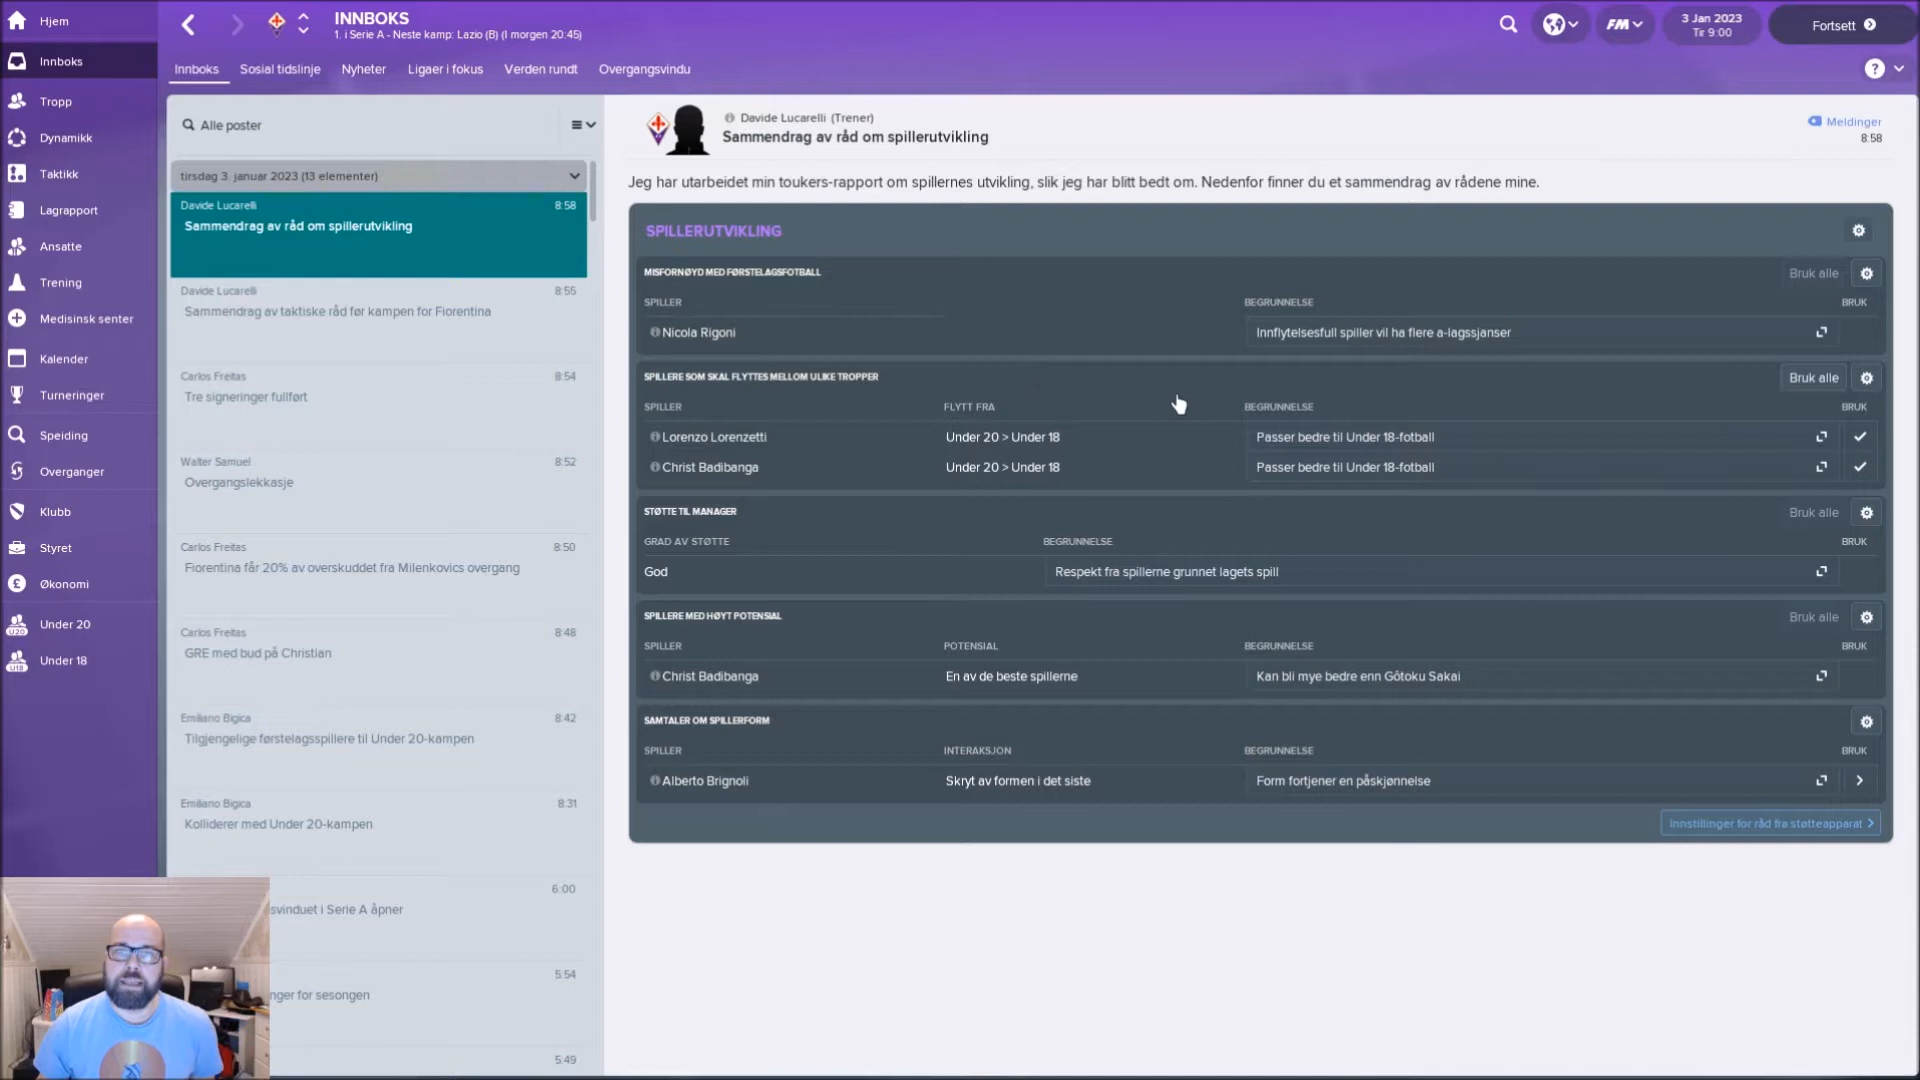 Hjem
Innboks
Tropp
Dynamikk
Taktikk
Lagrapport
Ansatte
Trening
Medisinsk senter
Kalender
Turneringer
Speiding
Overganger
Klubb
Styret
Økonomi
U20
Under 20
U18
Under 18
INNBOKS
1. i Serie A - Neste kamp: Lazio (B) (I morgen 20:45)
FM
3 Jan 2023
Tir 9:00
Fortsett
Innboks Sosial tidslinje Nyheter Ligaer i fokus Verden rundt Overgangsvindu
?
Alle poster
tirsdag 3. januar 2023 (13 elementer)
Davide Lucarelli 8:58
Sammendrag av råd om spillerutvikling
Davide Lucarelli 8:55
Sammendrag av taktiske råd før kampen for Fiorentina
Carlos Freitas 8:54
Tre signeringer fullført
Walter Samuel 8:52
Overgangslekkasje
Carlos Freitas 8:50
Fiorentina får 20% av overskuddet fra Milenkovics overgang
Carlos Freitas 8:48
GRE med bud på Christian
Emiliano Bigica 8:42
Tilgjengelige førstelagsspillere til Under 20-kampen
Emiliano Bigica 8:31
Kolliderer med Under 20-kampen
6:00
svinduet i Serie A åpner
5:54
nger for sesongen
5:49
Davide Lucarelli (Trener)
Sammendrag av råd om spillerutvikling
Meldinger
8:58
Jeg har utarbeidet min toukers-rapport om spillernes utvikling, slik jeg har blitt bedt om. Nedenfor finner du et sammendrag av rådene mine.
SPILLERUTVIKLING
MISFORNØYD MED FØRSTELAGSFOTBALL Bruk alle
SPILLER BEGRUNNELSE BRUK
Nicola Rigoni Innflytelsesfull spiller vil ha flere a-lagssjanser
SPILLERE SOM SKAL FLYTTES MELLOM ULIKE TROPPER Bruk alle
SPILLER FLYTT FRA BEGRUNNELSE BRUK
Lorenzo Lorenzetti Under 20 > Under 18 Passer bedre til Under 18-fotball
Christ Badibanga Under 20 > Under 18 Passer bedre til Under 18-fotball
STØTTE TIL MANAGER Bruk alle
GRAD AV STØTTE BEGRUNNELSE BRUK
God Respekt fra spillerne grunnet lagets spill
SPILLERE MED HØYT POTENSIAL Bruk alle
SPILLER POTENSIAL BEGRUNNELSE BRUK
Christ Badibanga En av de beste spillerne Kan bli mye bedre enn Gôtoku Sakai
SAMTALER OM SPILLERFORM
SPILLER INTERAKSJON BEGRUNNELSE BRUK
Alberto Brignoli Skryt av formen i det siste Form fortjener en påskjønnelse
Innstillinger for råd fra støtteapparat >